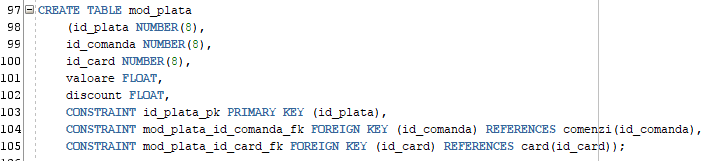 97 CREATE TABLE mod_plata
98 (id_plata NUMBER(8),
99 id_comanda NUMBER(8),
100 id_card NUMBER(8),
101 valoare FLOAT,
102 discount FLOAT,
103 CONSTRAINT id_plata_pk PRIMARY KEY (id_plata),
104 CONSTRAINT mod_plata_id_comanda_fk FOREIGN KEY (id_comanda) REFERENCES comenzi(id_comanda),
105 CONSTRAINT mod_plata_id_card_fk FOREIGN KEY (id_card) REFERENCES card(id_card));